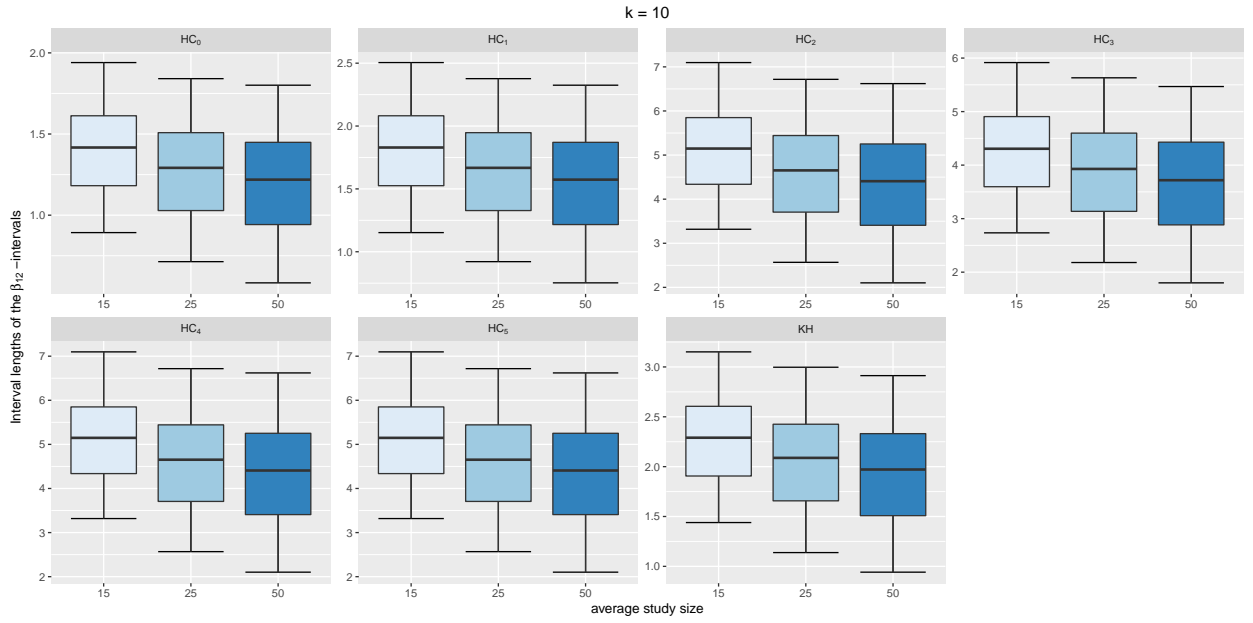 k = 10
Interval lengths of the β₁₂ −intervals
HC₀
2.0
1.5
1.0
15 25 50
HC₁
2.5
2.0
1.5
1.0
15 25 50
HC₂
7
6
5
4
3
2
15 25 50
HC₃
6
5
4
3
2
15 25 50
HC₄
7
6
5
4
3
2
15 25 50
HC₅
7
6
5
4
3
2
15 25 50
KH
3.0
2.5
2.0
1.5
1.0
15 25 50
average study size